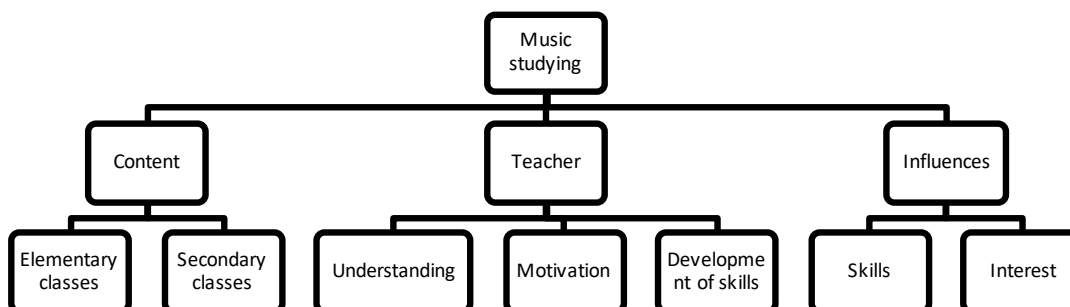 Music
studying
Content
Teacher
Influences
Elementary
classes
Secondary
classes
Understanding
Motivation
Developme
nt of skills
Skills
Interest